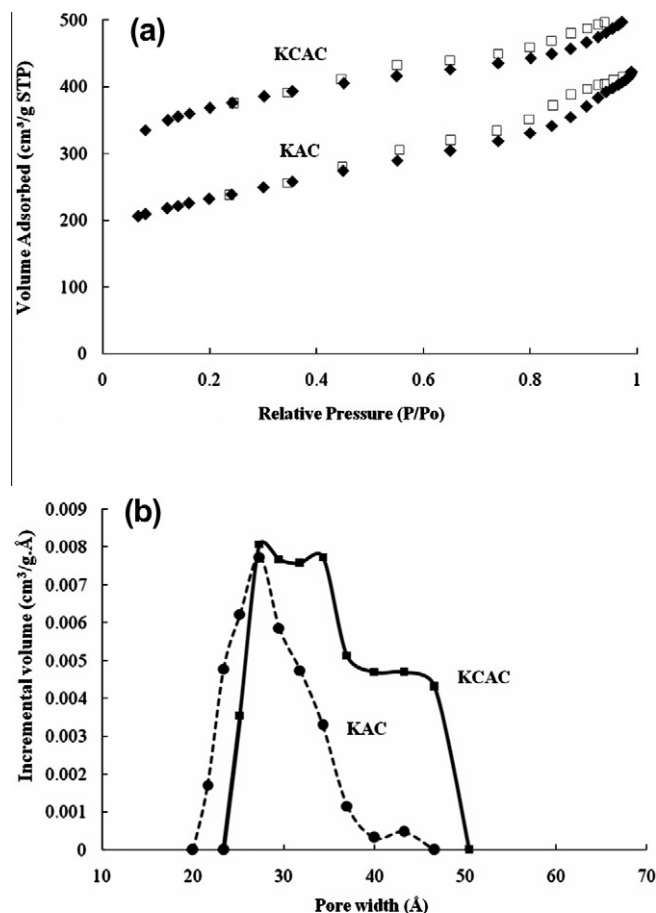 (a)
500
400
300
200
100
0
KCAC
KAC
Volume Adsorbed (cm³/g STP)
0 0.2 0.4 0.6 0.8 1
Relative Pressure (P/Po)
(b)
0.009
0.008
0.007
0.006
0.005
0.004
0.003
0.002
0.001
0
KCAC
KAC
Incremental volume (cm³/g.Å)
10 20 30 40 50 60 70
Pore width (Å)